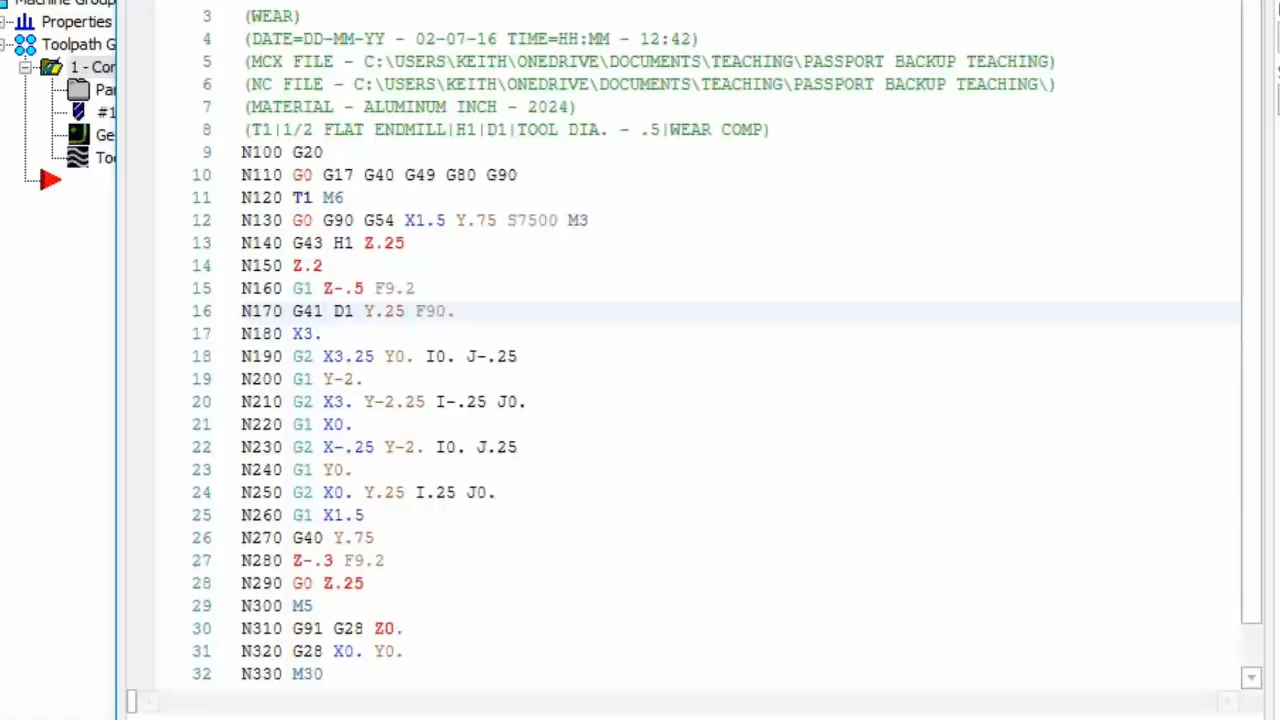 Machine Group
Properties
Toolpath G
1 - Con
Par
#1
Ge
Too
3 (WEAR)
4 (DATE=DD-MM-YY - 02-07-16 TIME=HH:MM - 12:42)
5 (MCX FILE - C:\USERS\KEITH\ONEDRIVE\DOCUMENTS\TEACHING\PASSPORT BACKUP TEACHING)
6 (NC FILE - C:\USERS\KEITH\ONEDRIVE\DOCUMENTS\TEACHING\PASSPORT BACKUP TEACHING\)
7 (MATERIAL - ALUMINUM INCH - 2024)
8 (T1|1/2 FLAT ENDMILL|H1|D1|TOOL DIA. - .5|WEAR COMP)
9 N100 G20
10 N110 G0 G17 G40 G49 G80 G90
11 N120 T1 M6
12 N130 G0 G90 G54 X1.5 Y.75 S7500 M3
13 N140 G43 H1 Z.25
14 N150 Z.2
15 N160 G1 Z-.5 F9.2
16 N170 G41 D1 Y.25 F90.
17 N180 X3.
18 N190 G2 X3.25 Y0. I0. J-.25
19 N200 G1 Y-2.
20 N210 G2 X3. Y-2.25 I-.25 J0.
21 N220 G1 X0.
22 N230 G2 X-.25 Y-2. I0. J.25
23 N240 G1 Y0.
24 N250 G2 X0. Y.25 I.25 J0.
25 N260 G1 X1.5
26 N270 G40 Y.75
27 N280 Z-.3 F9.2
28 N290 G0 Z.25
29 N300 M5
30 N310 G91 G28 Z0.
31 N320 G28 X0. Y0.
32 N330 M30